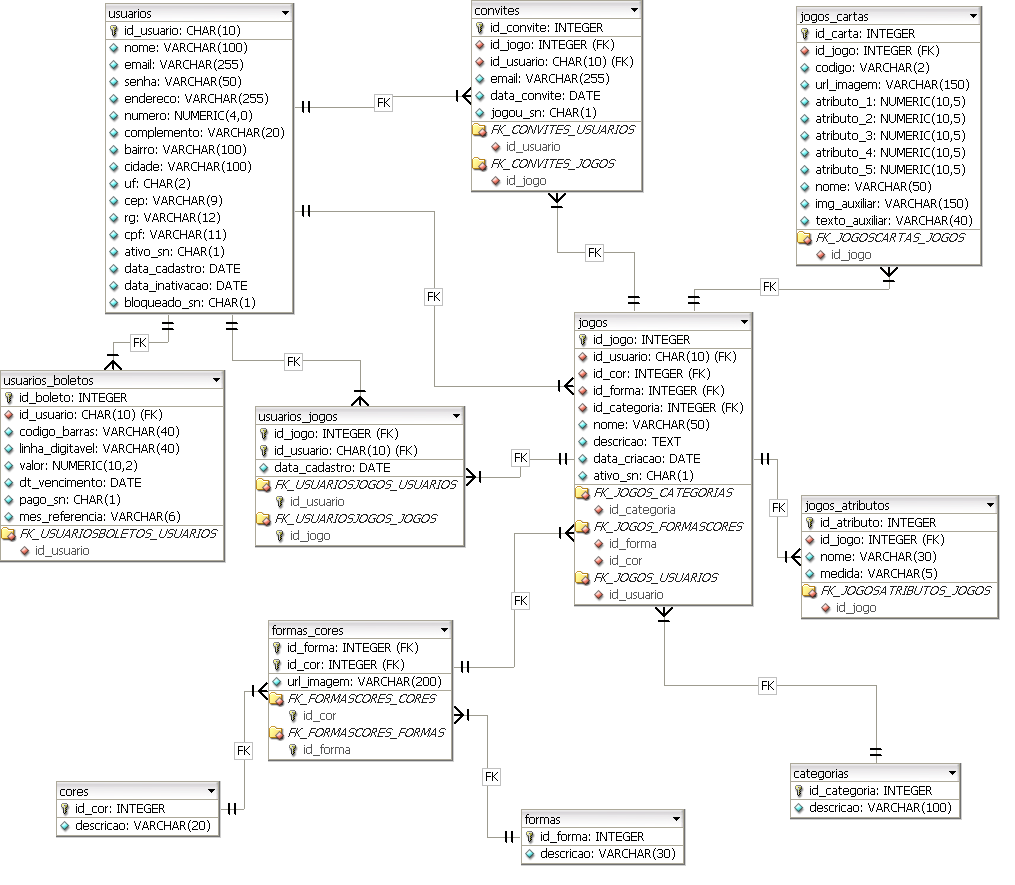 usuarios
id_usuario: CHAR(10)
nome: VARCHAR(100)
email: VARCHAR(255)
senha: VARCHAR(50)
endereco: VARCHAR(255)
numero: NUMERIC(4,0)
complemento: VARCHAR(20)
bairro: VARCHAR(100)
cidade: VARCHAR(100)
uf: CHAR(2)
cep: VARCHAR(9)
rg: VARCHAR(12)
cpf: VARCHAR(11)
ativo_sn: CHAR(1)
data_cadastro: DATE
data_inativacao: DATE
bloqueado_sn: CHAR(1)
FK
convites
id_convite: INTEGER
id_jogo: INTEGER (FK)
id_usuario: CHAR(10) (FK)
email: VARCHAR(255)
data_convite: DATE
jogou_sn: CHAR(1)
FK_CONVITES_USUARIOS
id_usuario
FK_CONVITES_JOGOS
id_jogo
jogos_cartas
id_carta: INTEGER
id_jogo: INTEGER (FK)
codigo: VARCHAR(2)
url_imagem: VARCHAR(150)
atributo_1: NUMERIC(10,5)
atributo_2: NUMERIC(10,5)
atributo_3: NUMERIC(10,5)
atributo_4: NUMERIC(10,5)
atributo_5: NUMERIC(10,5)
nome: VARCHAR(50)
img_auxiliar: VARCHAR(150)
texto_auxiliar: VARCHAR(40)
FK_JOGOSCARTAS_JOGOS
id_jogo
FK
FK
FK
FK
FK
usuarios_boletos
id_boleto: INTEGER
id_usuario: CHAR(10) (FK)
codigo_barras: VARCHAR(40)
linha_digitavel: VARCHAR(40)
valor: NUMERIC(10,2)
dt_vencimento: DATE
pago_sn: CHAR(1)
mes_referencia: VARCHAR(6)
FK_USUARIOSBOLETOS_USUARIOS
id_usuario
usuarios_jogos
id_jogo: INTEGER (FK)
id_usuario: CHAR(10) (FK)
data_cadastro: DATE
FK_USUARIOSJOGOS_USUARIOS
id_usuario
FK_USUARIOSJOGOS_JOGOS
id_jogo
FK
jogos
id_jogo: INTEGER
id_usuario: CHAR(10) (FK)
id_cor: INTEGER (FK)
id_forma: INTEGER (FK)
id_categoria: INTEGER (FK)
nome: VARCHAR(50)
descricao: TEXT
data_criacao: DATE
ativo_sn: CHAR(1)
FK_JOGOS_CATEGORIAS
id_categoria
FK_JOGOS_FORMASCORES
id_forma
id_cor
FK_JOGOS_USUARIOS
id_usuario
FK
jogos_atributos
id_atributo: INTEGER
id_jogo: INTEGER (FK)
nome: VARCHAR(30)
medida: VARCHAR(5)
FK_JOGOSATRIBUTOS_JOGOS
id_jogo
FK
formas_cores
id_forma: INTEGER (FK)
id_cor: INTEGER (FK)
url_imagem: VARCHAR(200)
FK_FORMASCORES_CORES
id_cor
FK_FORMASCORES_FORMAS
id_forma
FK
FK
FK
cores
id_cor: INTEGER
descricao: VARCHAR(20)
formas
id_forma: INTEGER
descricao: VARCHAR(30)
categorias
id_categoria: INTEGER
descricao: VARCHAR(100)